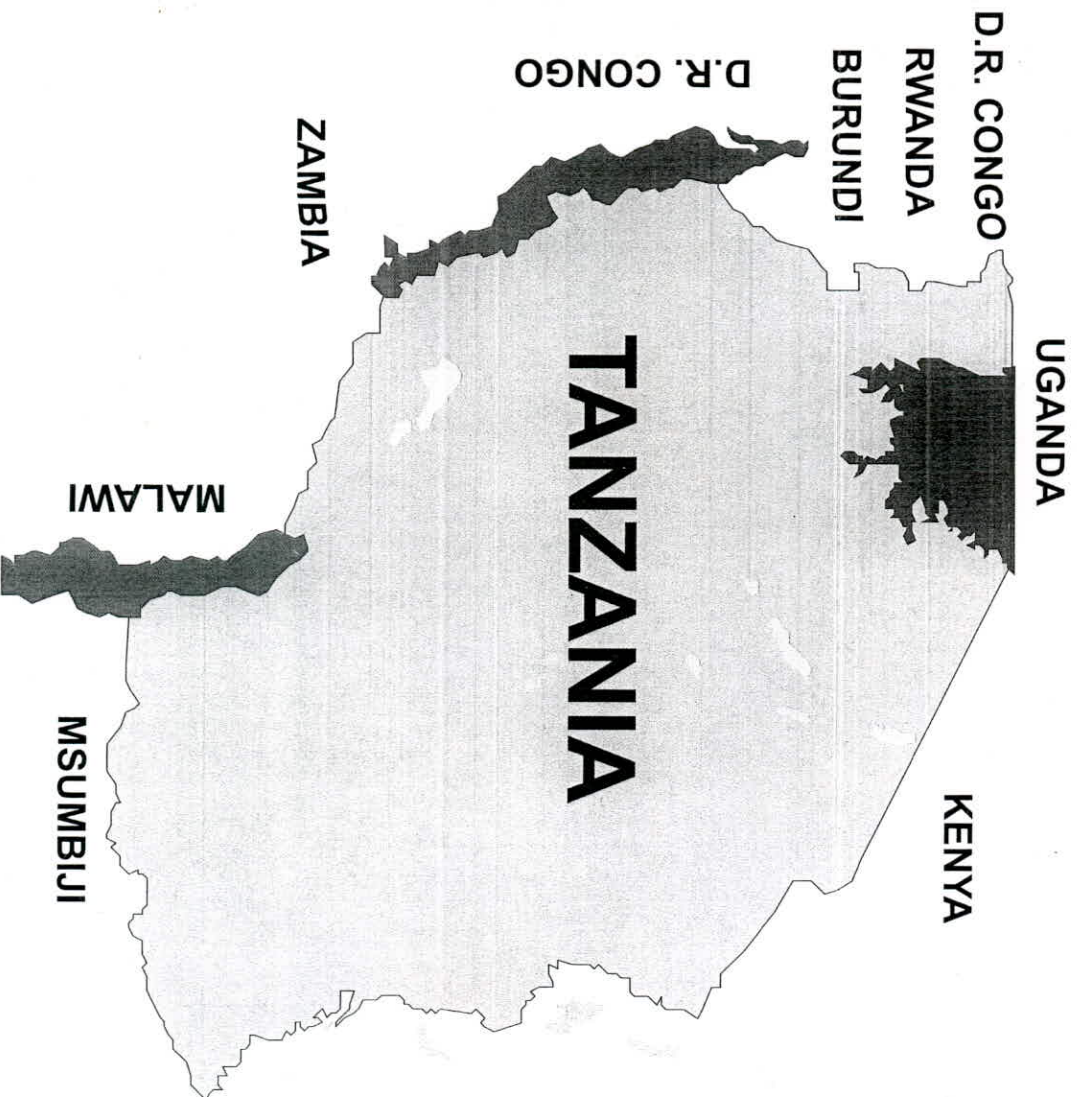 D.R. CONGO
RWANDA
BURUNDI
D.R. CONGO
UGANDA
KENYA
TANZANIA
ZAMBIA
MALAWI
MSUMBIJI